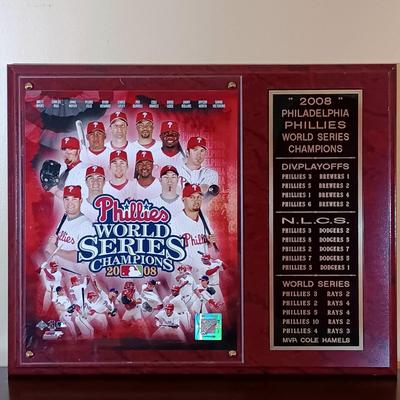 Phillies
WORLD
SERIES
CHAMPIONS
2008
" 2008 "
PHILADELPHIA
PHILLIES
WORLD SERIES
CHAMPIONS
DIV.PLAYOFFS
PHILLIES 3 BREWERS 1
PHILLIES 5 BREWERS 2
PHILLIES 1 BREWERS 4
PHILLIES 6 BREWERS 2
N.L.C.S.
PHILLIES 3 DODGERS 2
PHILLIES 8 DODGERS 5
PHILLIES 2 DODGERS 7
PHILLIES 7 DODGERS 5
PHILLIES 5 DODGERS 1
WORLD SERIES
PHILLIES 3 RAYS 2
PHILLIES 2 RAYS 4
PHILLIES 5 RAYS 4
PHILLIES 10 RAYS 2
PHILLIES 4 RAYS 3
MVP. COLE HAMELS